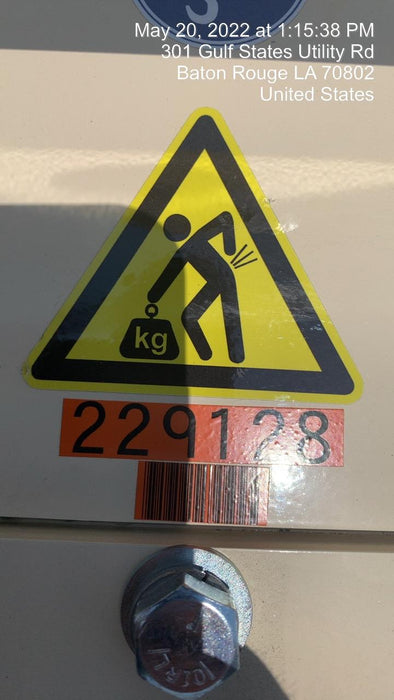 May 20, 2022 at 1:15:38 PM
301 Gulf States Utility Rd
Baton Rouge LA 70802
United States
kg
229128